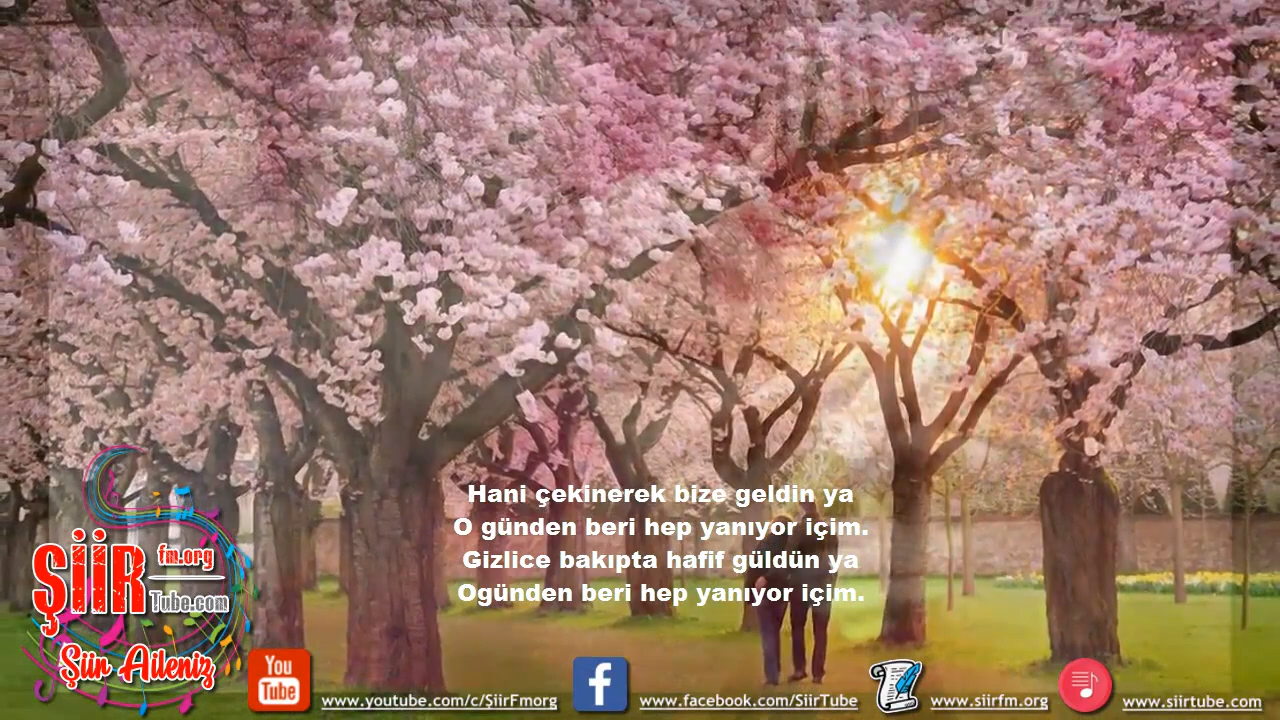 Hani çekinerek bize geldin ya
O günden beri hep yanıyor içim.
Gizlice bakıpta hafif güldün ya
Ogünden beri hep yanıyor içim.
ŞİİR
fm.org
Tube.com
Şiir Aileniz
You
Tube
www.youtube.com/c/ŞiirFmorg
f
www.facebook.com/SiirTube
www.siirfm.org
www.siirtube.com